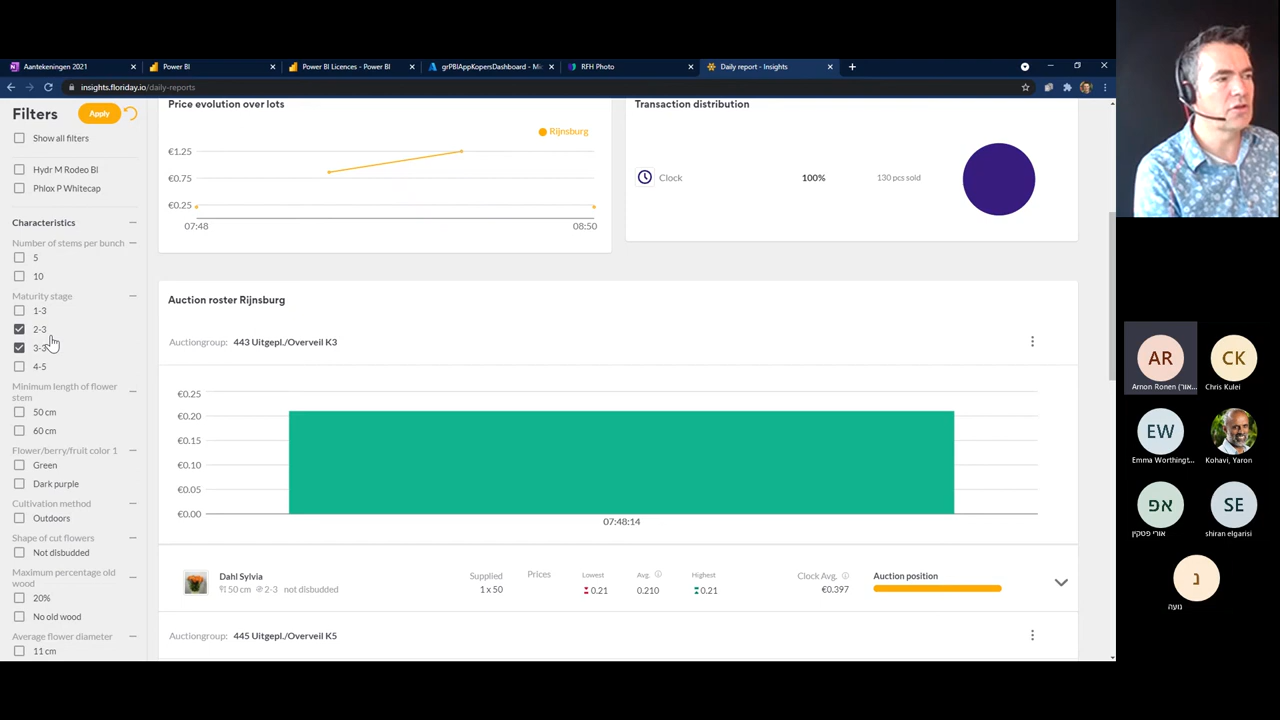 Aantekeningen 2021
Power BI
Power BI Licences - Power BI
grPBIAppKopersDashboard - Mic
RFH Photo
Daily report - Insights
insights.floriday.io/daily-reports
Filters
Apply
Show all filters
Hydr M Rodeo Bl
Phlox P Whitecap
Characteristics
Number of stems per bunch
5
10
Maturity stage
1-3
2-3
3-3
4-5
Minimum length of flower
stem
50 cm
60 cm
Flower/berry/fruit color 1
Green
Dark purple
Cultivation method
Outdoors
Shape of cut flowers
Not disbudded
Maximum percentage old
wood
20%
No old wood
Average flower diameter
11 cm
Price evolution over lots
Rijnsburg
€1.25
€0.75
€0.25
07:48
08:50
Transaction distribution
Clock
100%
130 pcs sold
Auction roster Rijnsburg
Auctiongroup: 443 Uitgepl./Overveil K3
€0.25
€0.20
€0.15
€0.10
€0.05
€0.00
07:48:14
Dahl Sylvia
50 cm 2-3 not disbudded
Supplied
1 x 50
Prices
Lowest
0.21
Avg.
0.210
Highest
0.21
Clock Avg.
€0.397
Auction position
Auctiongroup: 445 Uitgepl./Overveil K5
AR
Arnon Ronen (אור...
CK
Chris Kulei
EW
Emma Worthingt...
Kohavi, Yaron
אפ
אורי פטקין
SE
shiran elgarisi
נ
נועה